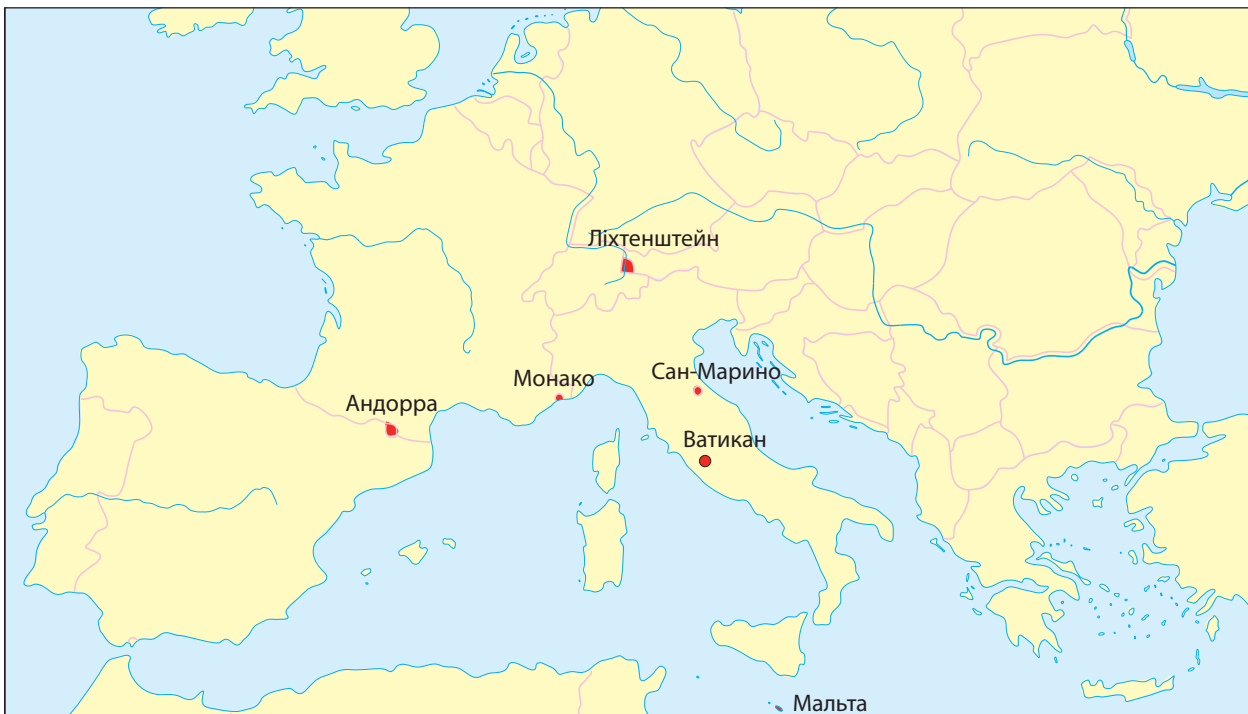 Ліхтенштейн
Сан-Марино
Монако
Андорра
Ватикан
Мальта